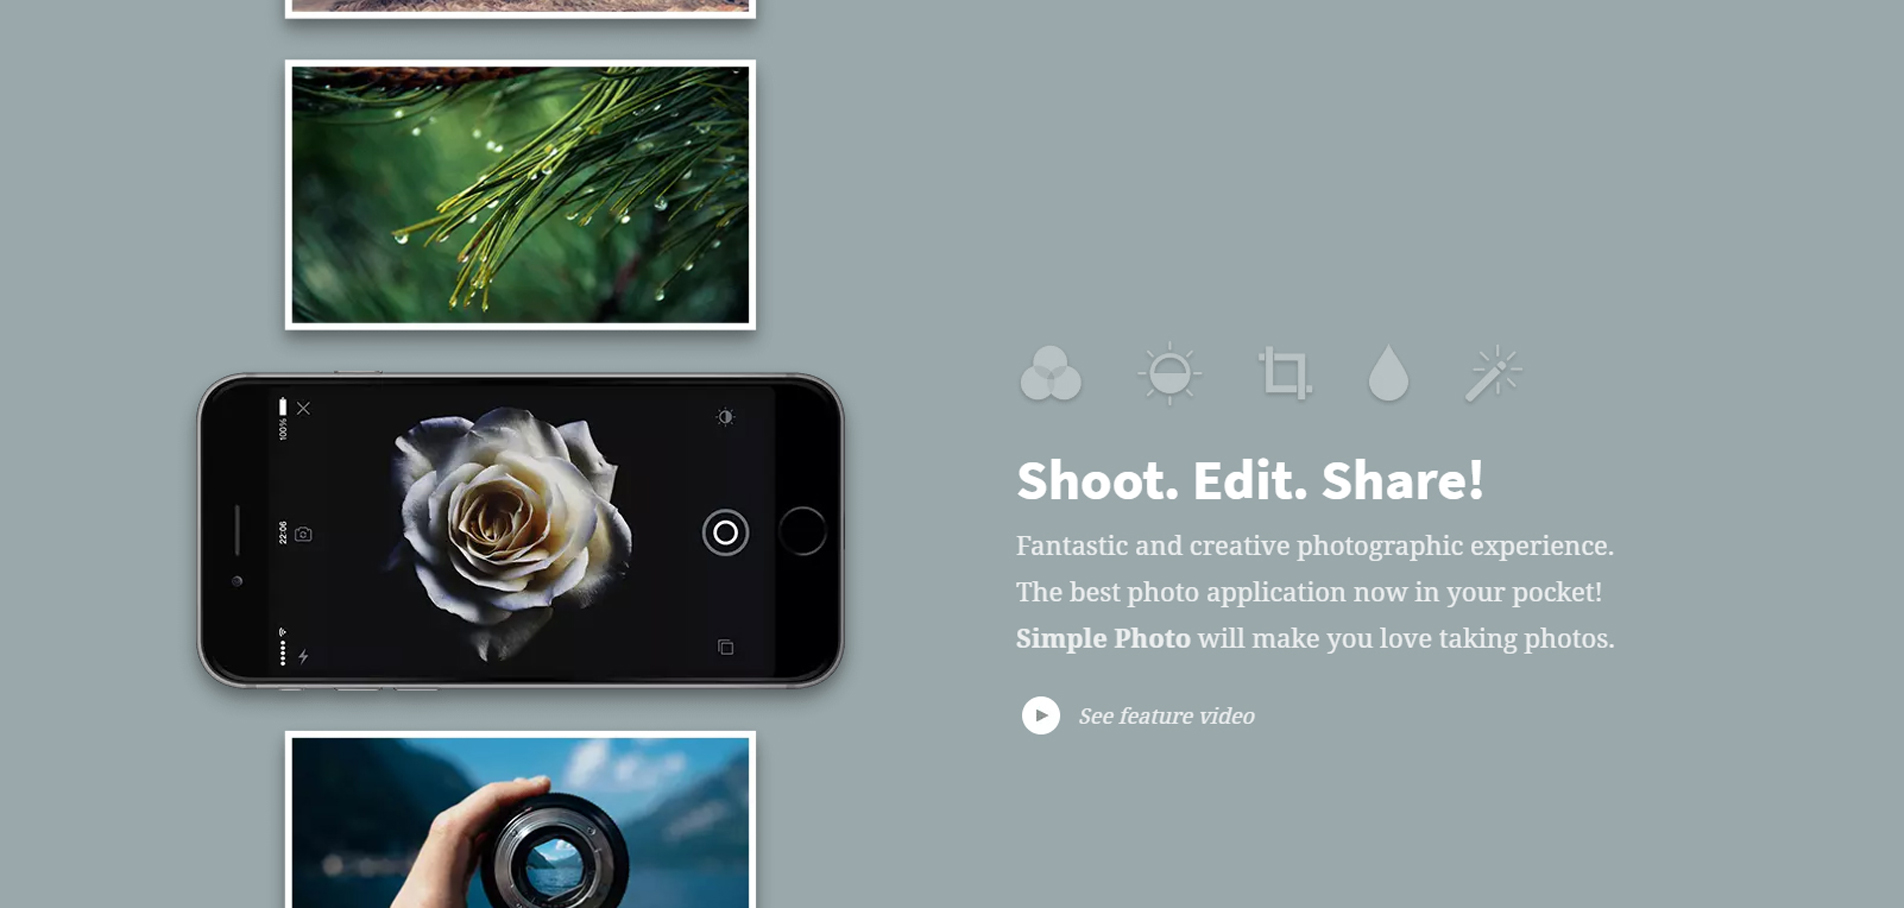 100%
22:06
Shoot. Edit. Share!
Fantastic and creative photographic experience.
The best photo application now in your pocket!
Simple Photo will make you love taking photos.
See feature video